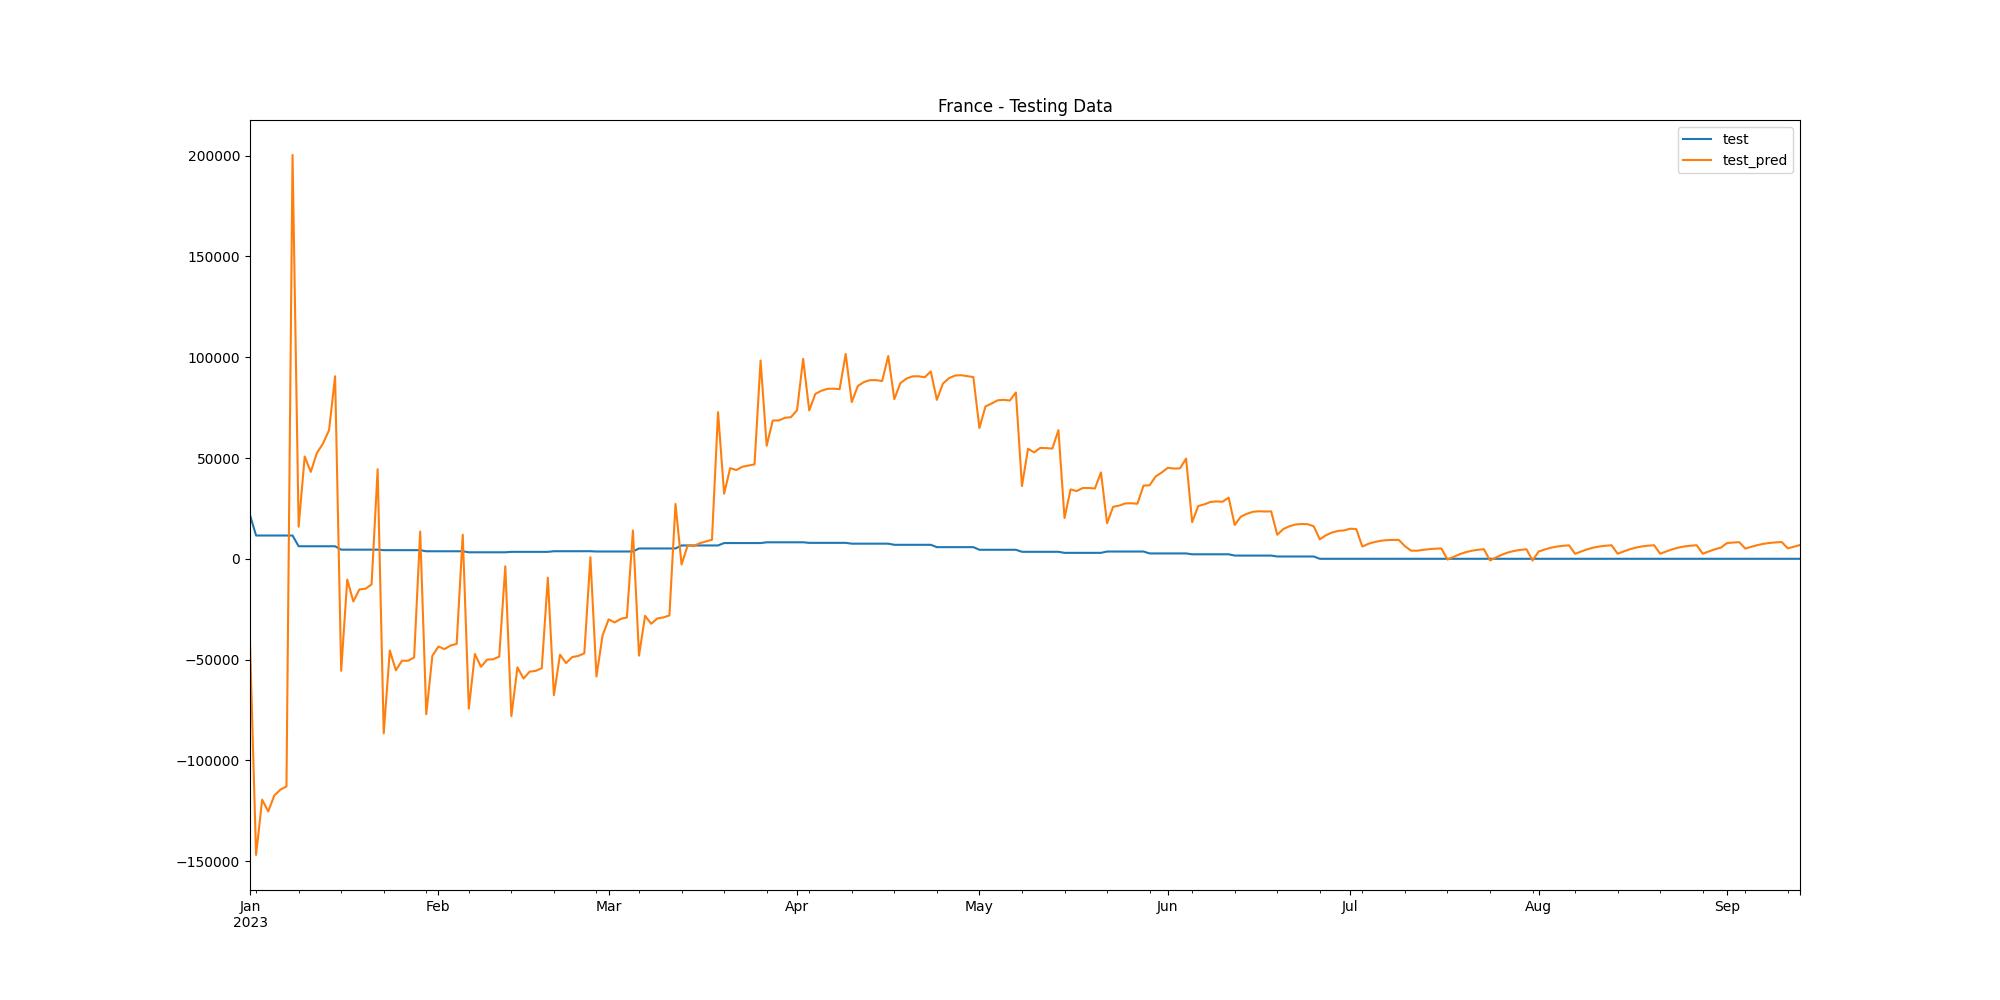 France - Testing Data
test
test_pred
200000
150000
100000
50000
0
−50000
−100000
−150000
Jan Feb Mar Apr May Jun Jul Aug Sep
2023